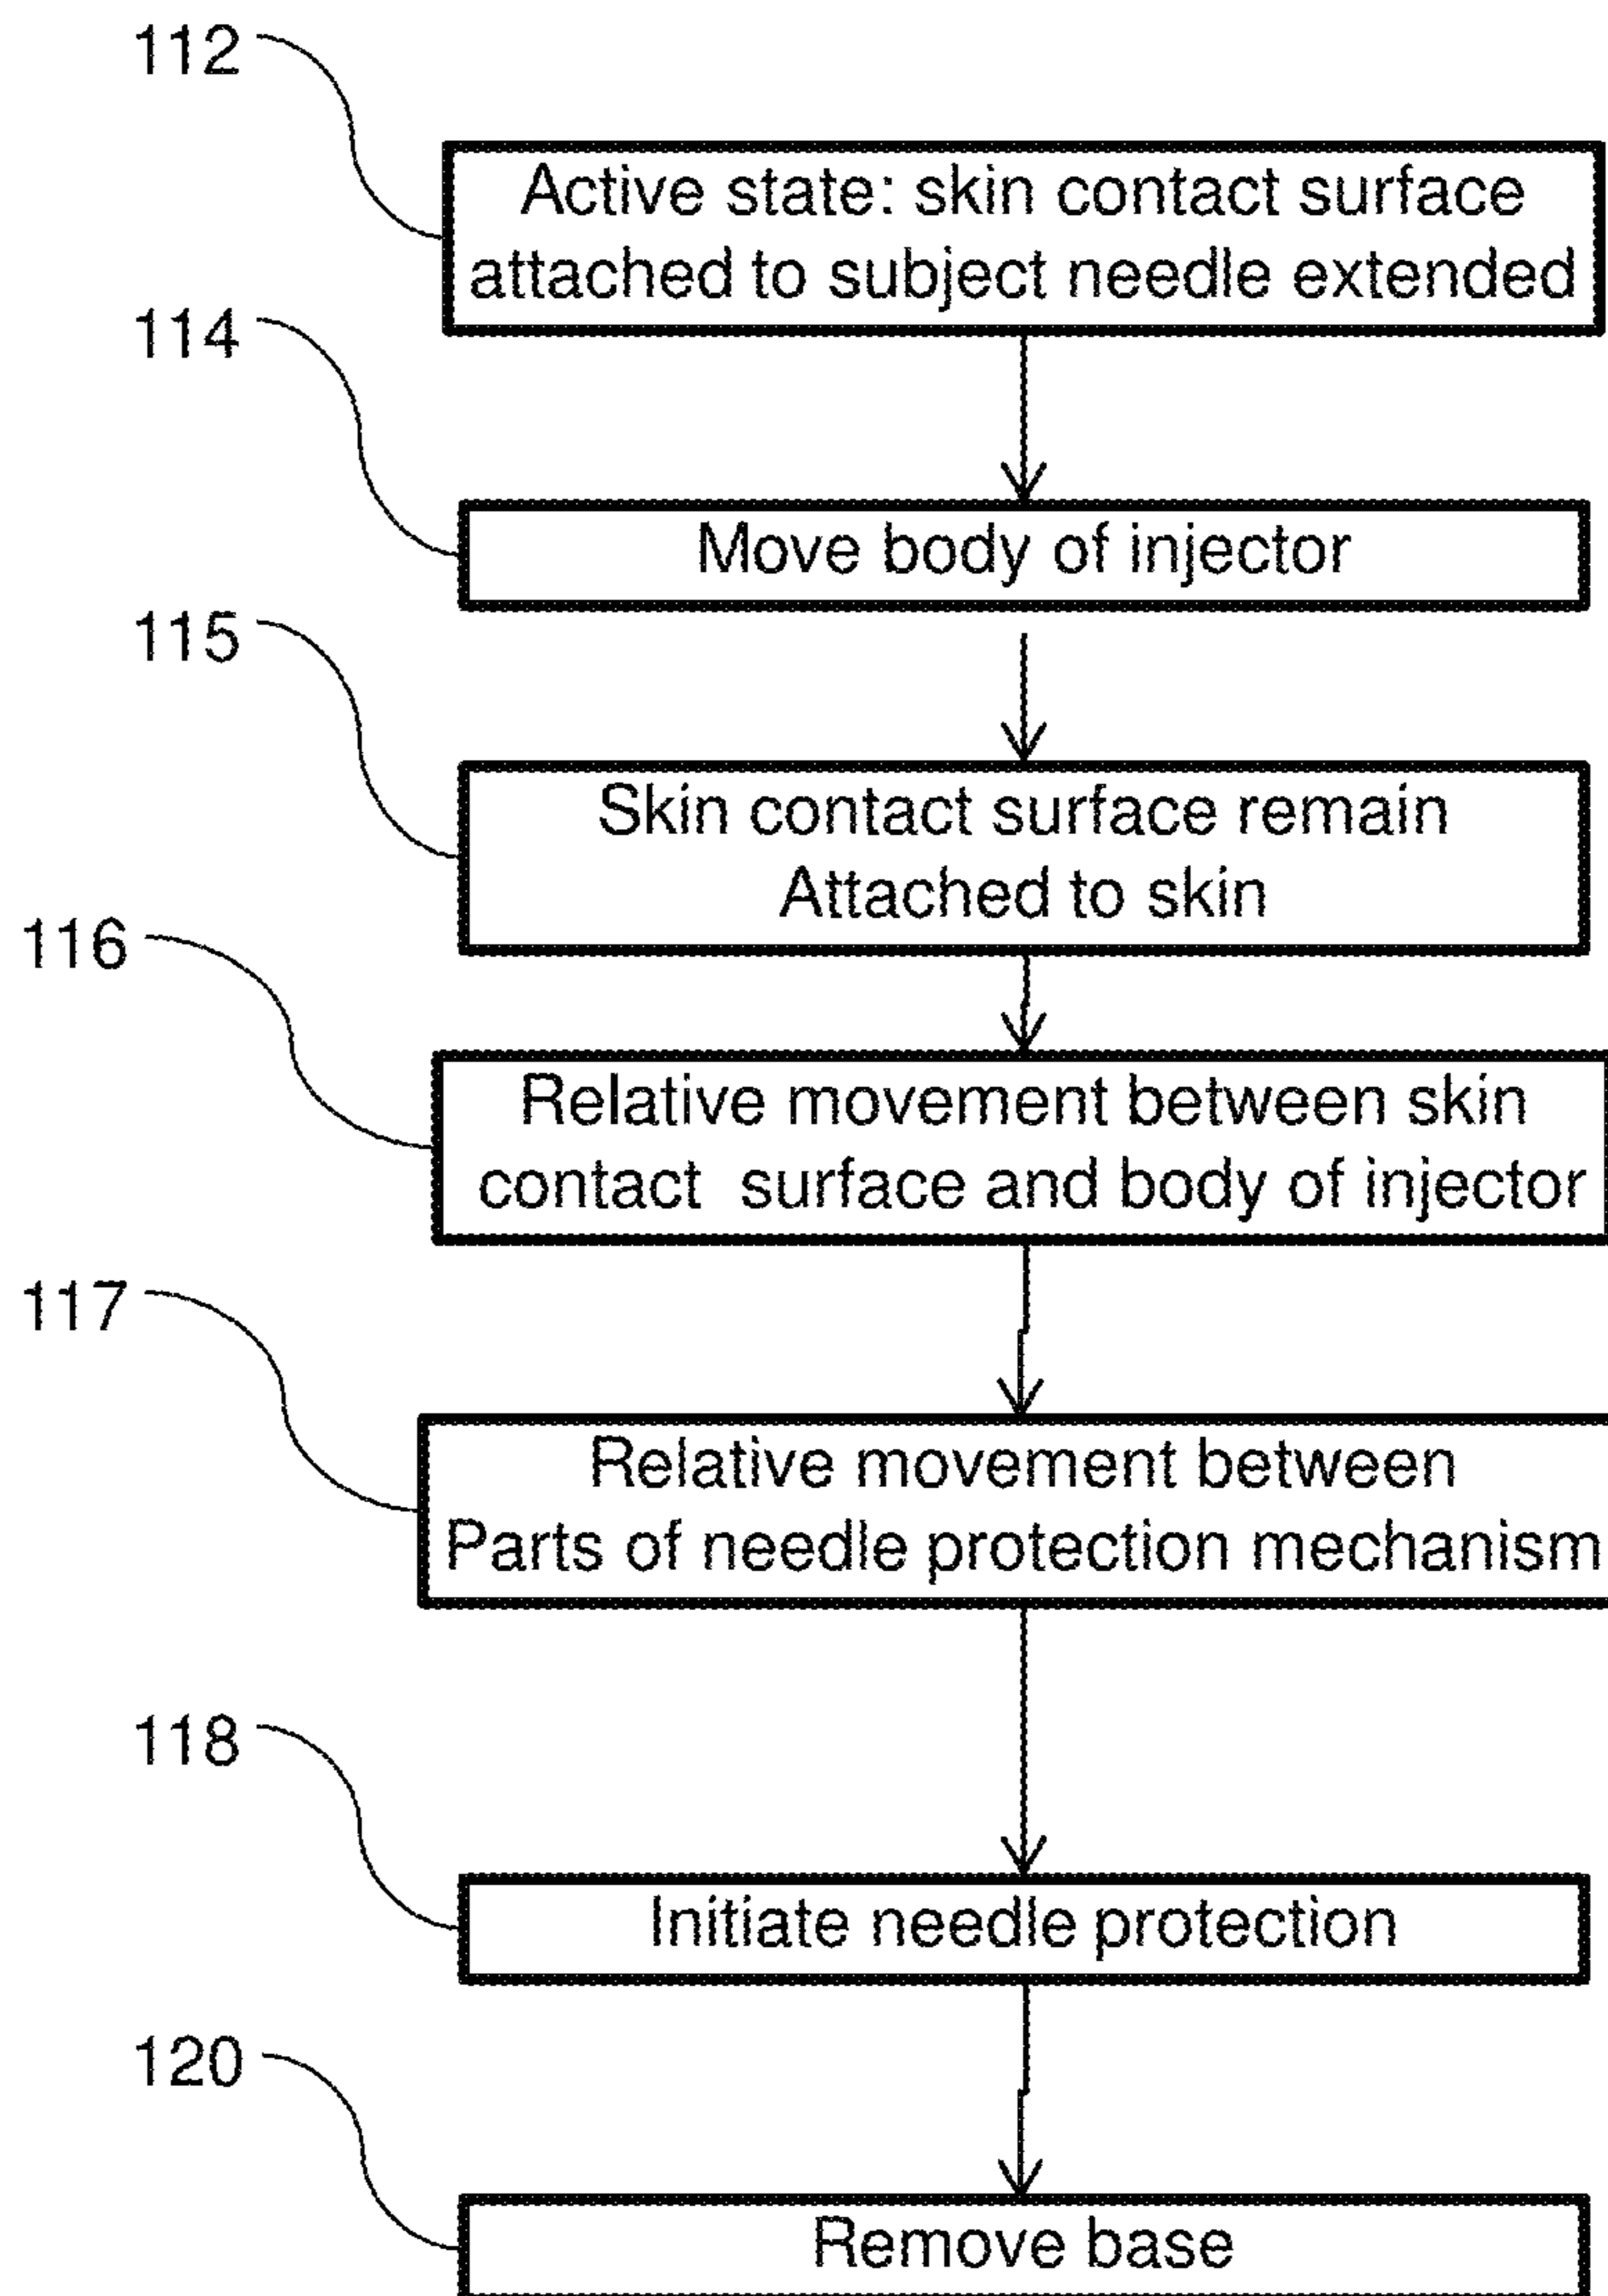 112
Active state: skin contact surface
attached to subject needle extended
114
Move body of injector
115
Skin contact surface remain
Attached to skin
116
Relative movement between skin
contact surface and body of injector
117
Relative movement between
Parts of needle protection mechanism
118
Initiate needle protection
120
Remove base